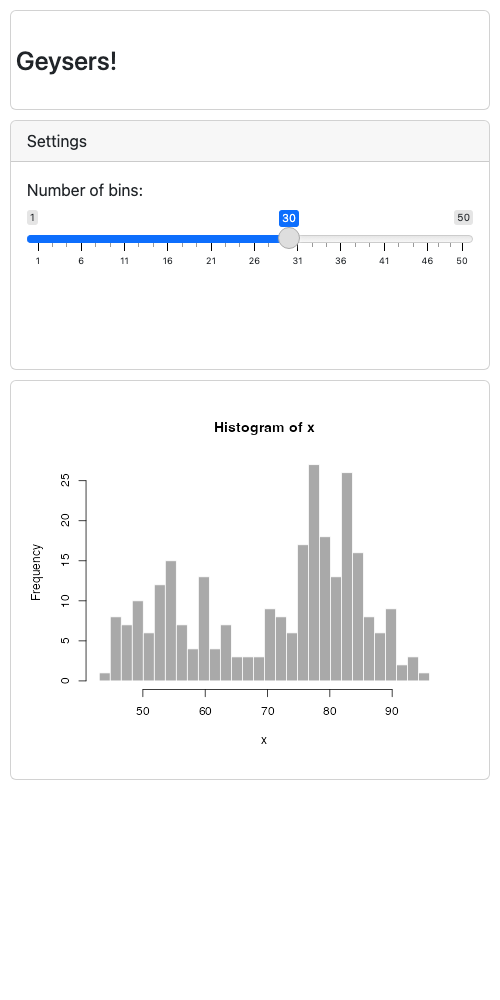 Geysers!
Settings
Number of bins:
1 30 50
1 6 11 16 21 26 31 36 41 46 50
Histogram of x
Frequency
25
20
15
10
5
0
50 60 70 80 90
x